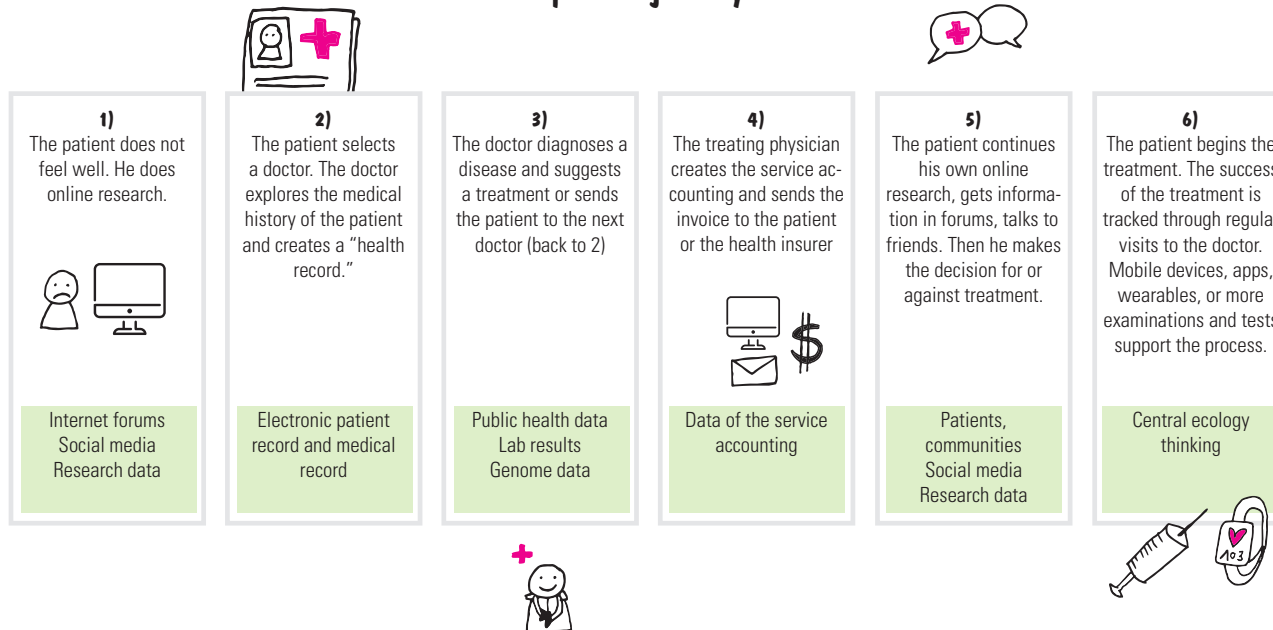 1)
The patient does not
feel well. He does
online research.
Internet forums
Social media
Research data
2)
The patient selects
a doctor. The doctor
explores the medical
history of the patient
and creates a “health
record.”
Electronic patient
record and medical
record
3)
The doctor diagnoses a
disease and suggests
a treatment or sends
the patient to the next
doctor (back to 2)
Public health data
Lab results
Genome data
4)
The treating physician
creates the service ac-
counting and sends the
invoice to the patient
or the health insurer
Data of the service
accounting
5)
The patient continues
his own online
research, gets informa-
tion in forums, talks to
friends. Then he makes
the decision for or
against treatment.
Patients,
communities
Social media
Research data
6)
The patient begins the
treatment. The success
of the treatment is
tracked through regula
visits to the doctor.
Mobile devices, apps,
wearables, or more
examinations and tests
support the process.
Central ecology
thinking
103